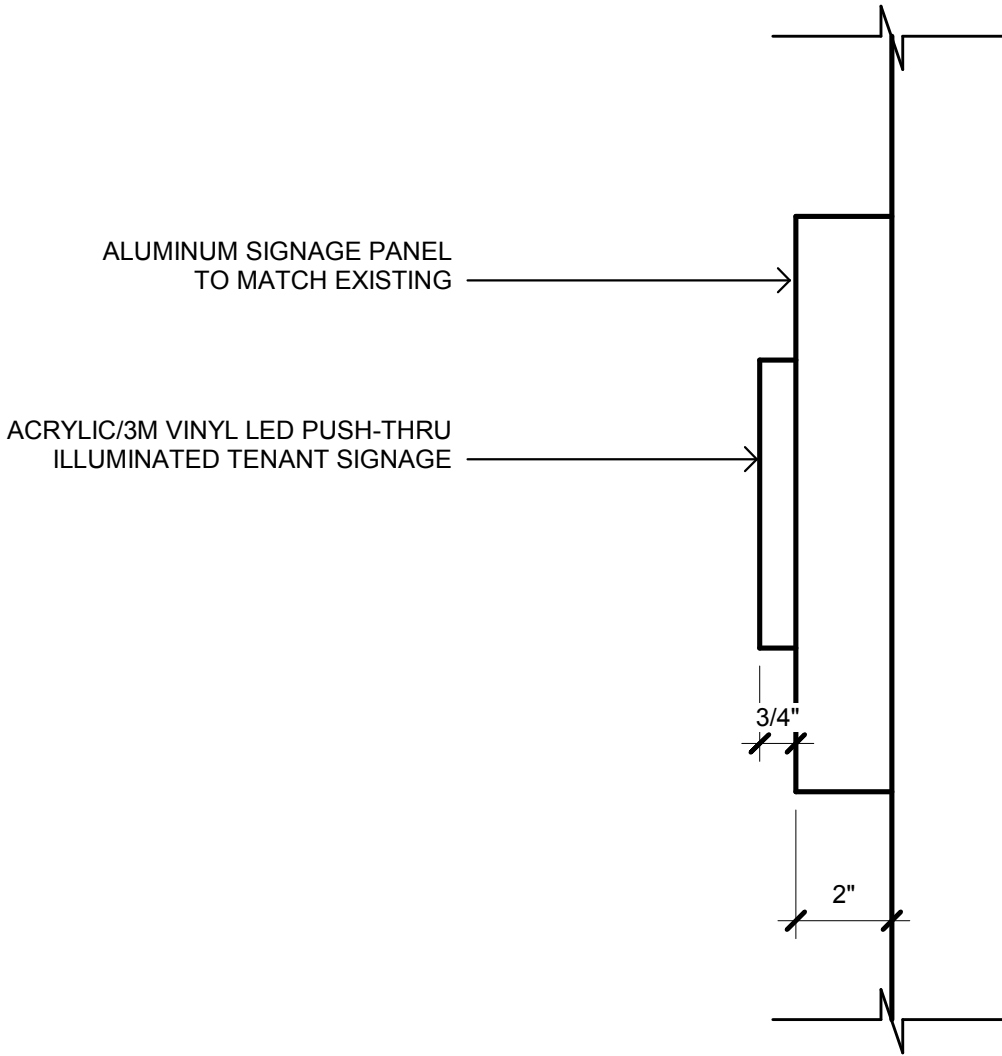 ALUMINUM SIGNAGE PANEL
TO MATCH EXISTING
ACRYLIC/3M VINYL LED PUSH-THRU
ILLUMINATED TENANT SIGNAGE
3/4"
2"